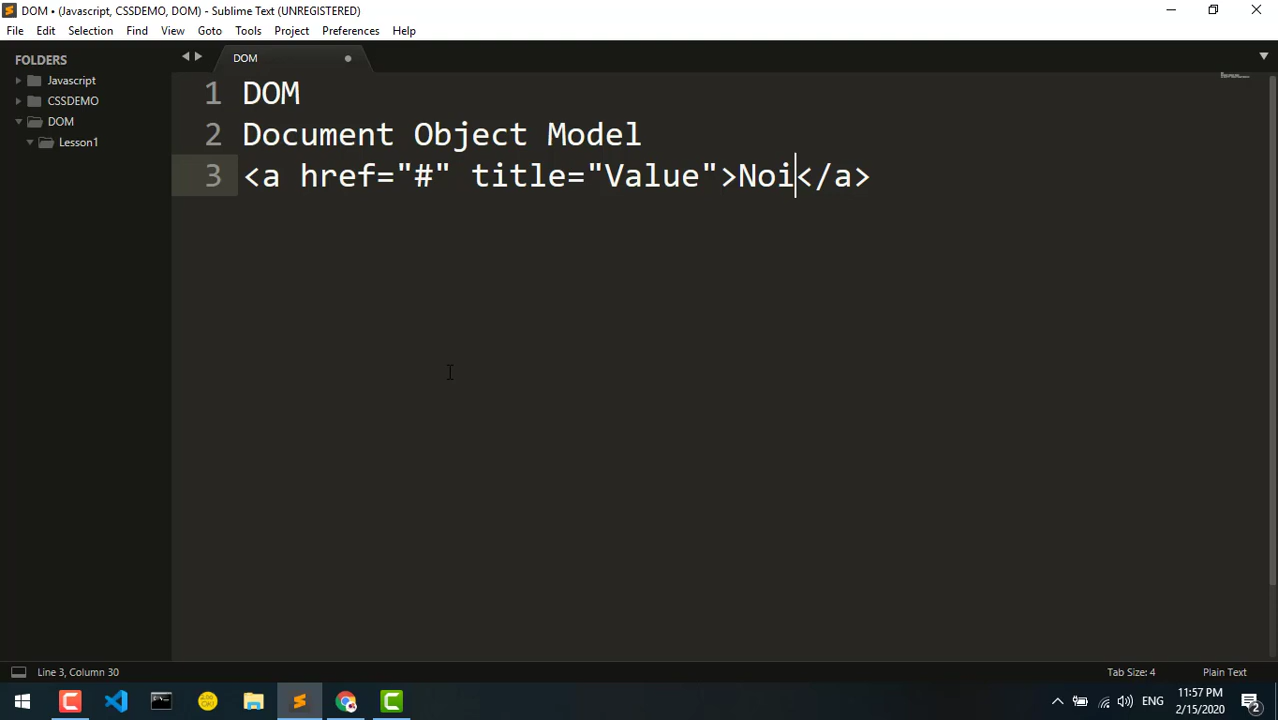 DOM • (Javascript, CSSDEMO, DOM) - Sublime Text (UNREGISTERED)
File Edit Selection Find View Goto Tools Project Preferences Help
FOLDERS
Javascript
CSSDEMO
DOM
Lesson1
DOM
1 DOM
2 Document Object Model
3 <a href="#" title="Value">Noi</a>
Line 3, Column 30
Tab Size: 4
Plain Text
ENG
11:57 PM
2/15/2020
2